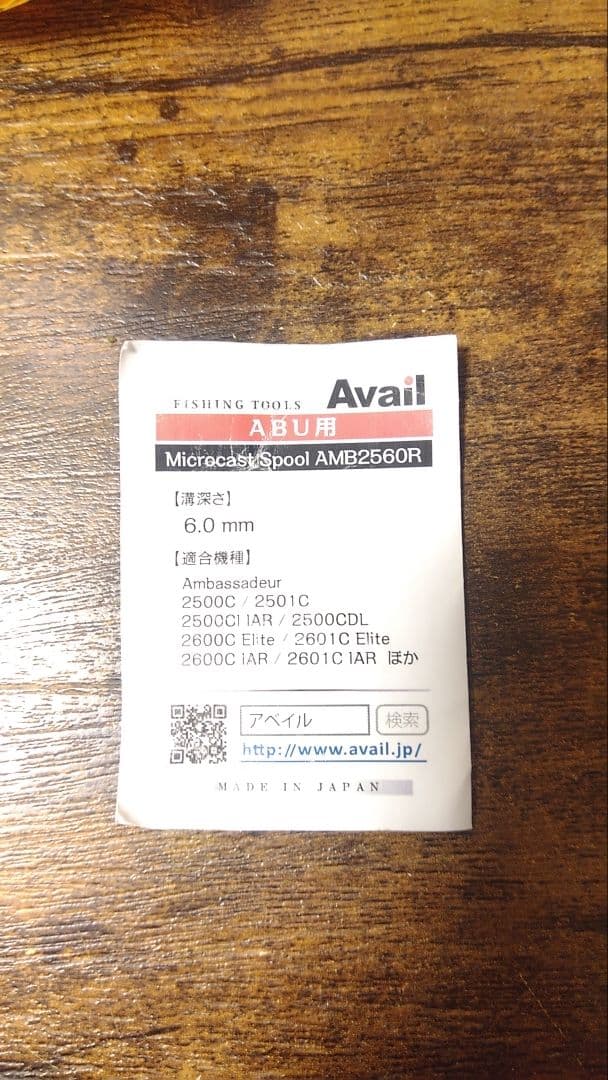 FISHING TOOLS Avail
ABU用
Microcast Spool AMB2560R
【溝深さ】
6.0 mm
【適合機種】
Ambassadeur
2500C / 2501C
2500CI IAR / 2500CDL
2600C Elite / 2601C Elite
2600C IAR / 2601C IAR ほか
アベイル 検索
http://www.avail.jp/
MADE IN JAPAN